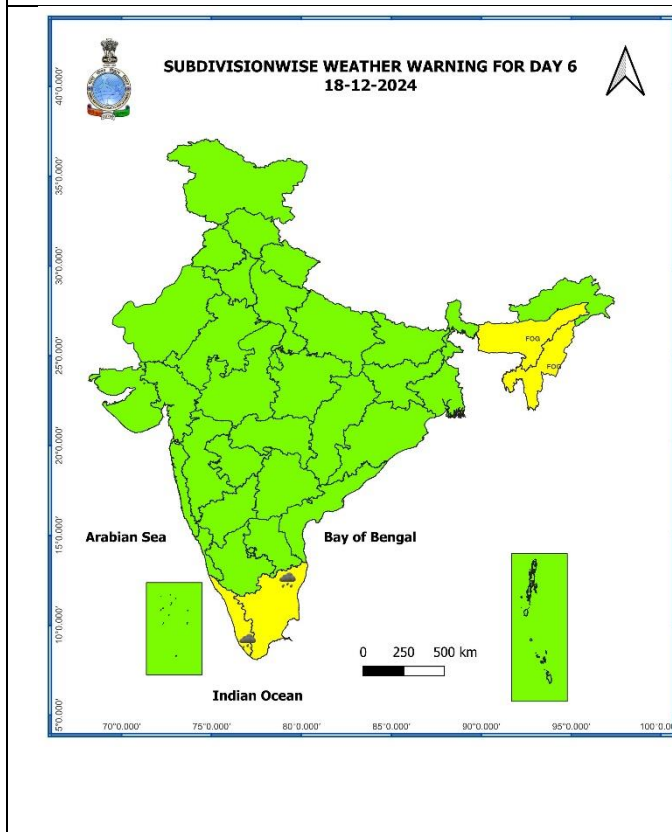 SUBDIVISIONWISE WEATHER WARNING FOR DAY 6
18-12-2024
40°0.000'
35°0.000'
30°0.000'
25°0.000'
20°0.000'
15°0.000'
10°0.000'
5°0.000'
FOG
FOG
Arabian Sea
Bay of Bengal
0 250 500 km
Indian Ocean
70°0.000' 75°0.000' 80°0.000' 85°0.000' 90°0.000' 95°0.000' 100°0.0